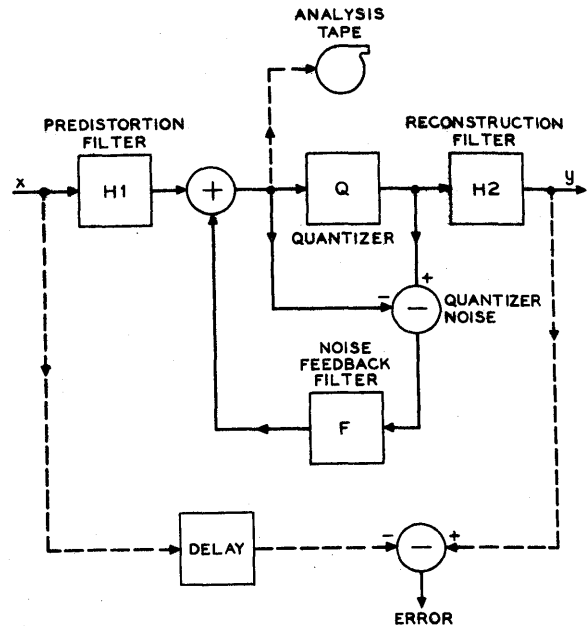 ANALYSIS
TAPE
PREDISTORTION
FILTER
RECONSTRUCTION
FILTER
x
H1
+
Q
H2
y
QUANTIZER
+
-
-
QUANTIZER
NOISE
NOISE
FEEDBACK
FILTER
F
DELAY
-
-
+
ERROR